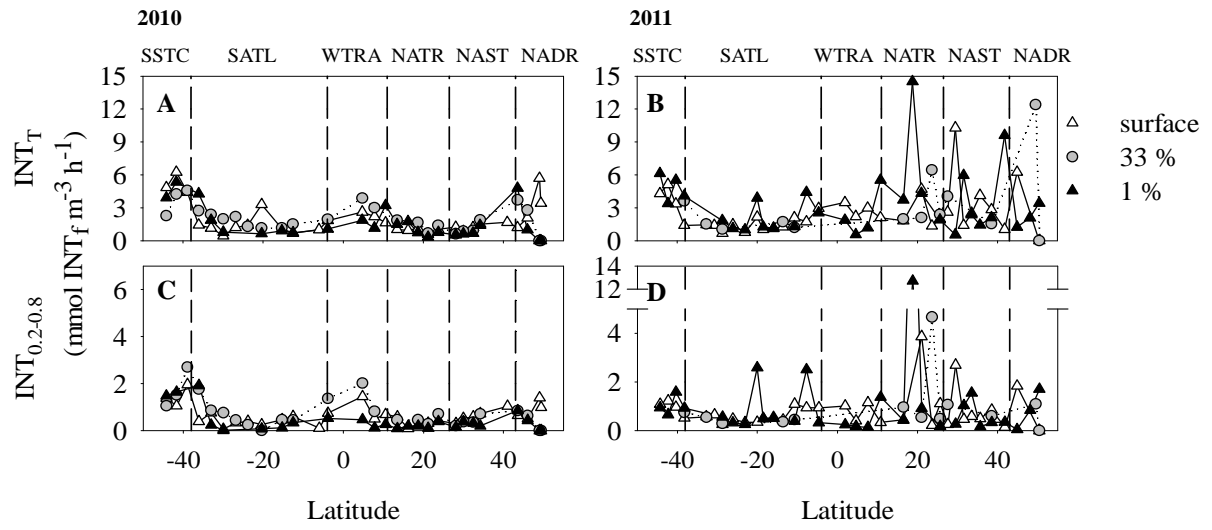 2010
2011
SSTC SATL WTRA NATR NAST NADR
SSTC SATL WTRA NATR NAST NADR
INT_T
INT_0.2-0.8
(mmol INT_f m^-3 h^-1)
15
12
9
6
3
0
A
15
12
9
6
3
0
B
surface
33 %
1 %
6
4
2
0
C
14
12
4
2
0
D
-40 -20 0 20 40
-40 -20 0 20 40
Latitude
Latitude